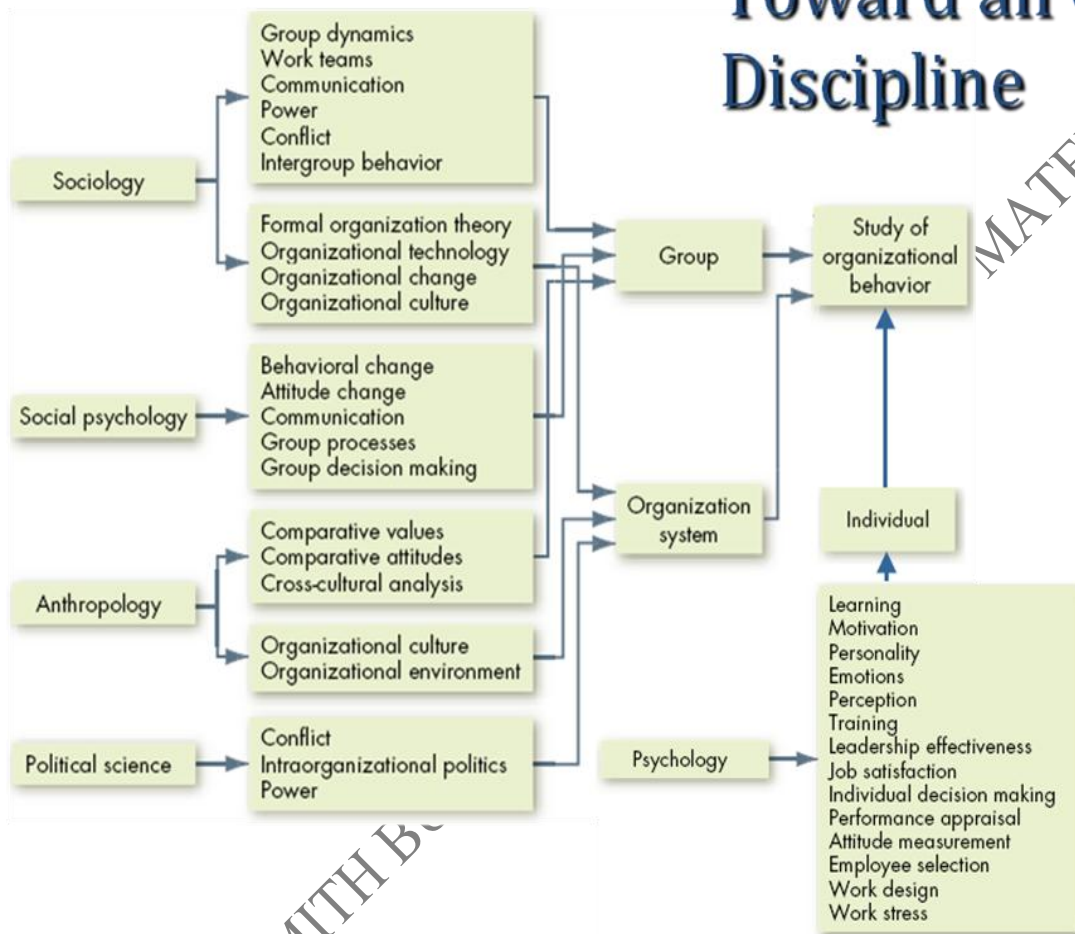 Toward an
Discipline
Sociology
Group dynamics
Work teams
Communication
Power
Conflict
Intergroup behavior
Formal organization theory
Organizational technology
Organizational change
Organizational culture
Social psychology
Behavioral change
Attitude change
Communication
Group processes
Group decision making
Anthropology
Comparative values
Comparative attitudes
Cross-cultural analysis
Organizational culture
Organizational environment
Political science
Conflict
Intraorganizational politics
Power
Group
Organization
system
Study of
organizational
behavior
Individual
Psychology
Learning
Motivation
Personality
Emotions
Perception
Training
Leadership effectiveness
Job satisfaction
Individual decision making
Performance appraisal
Attitude measurement
Employee selection
Work design
Work stress